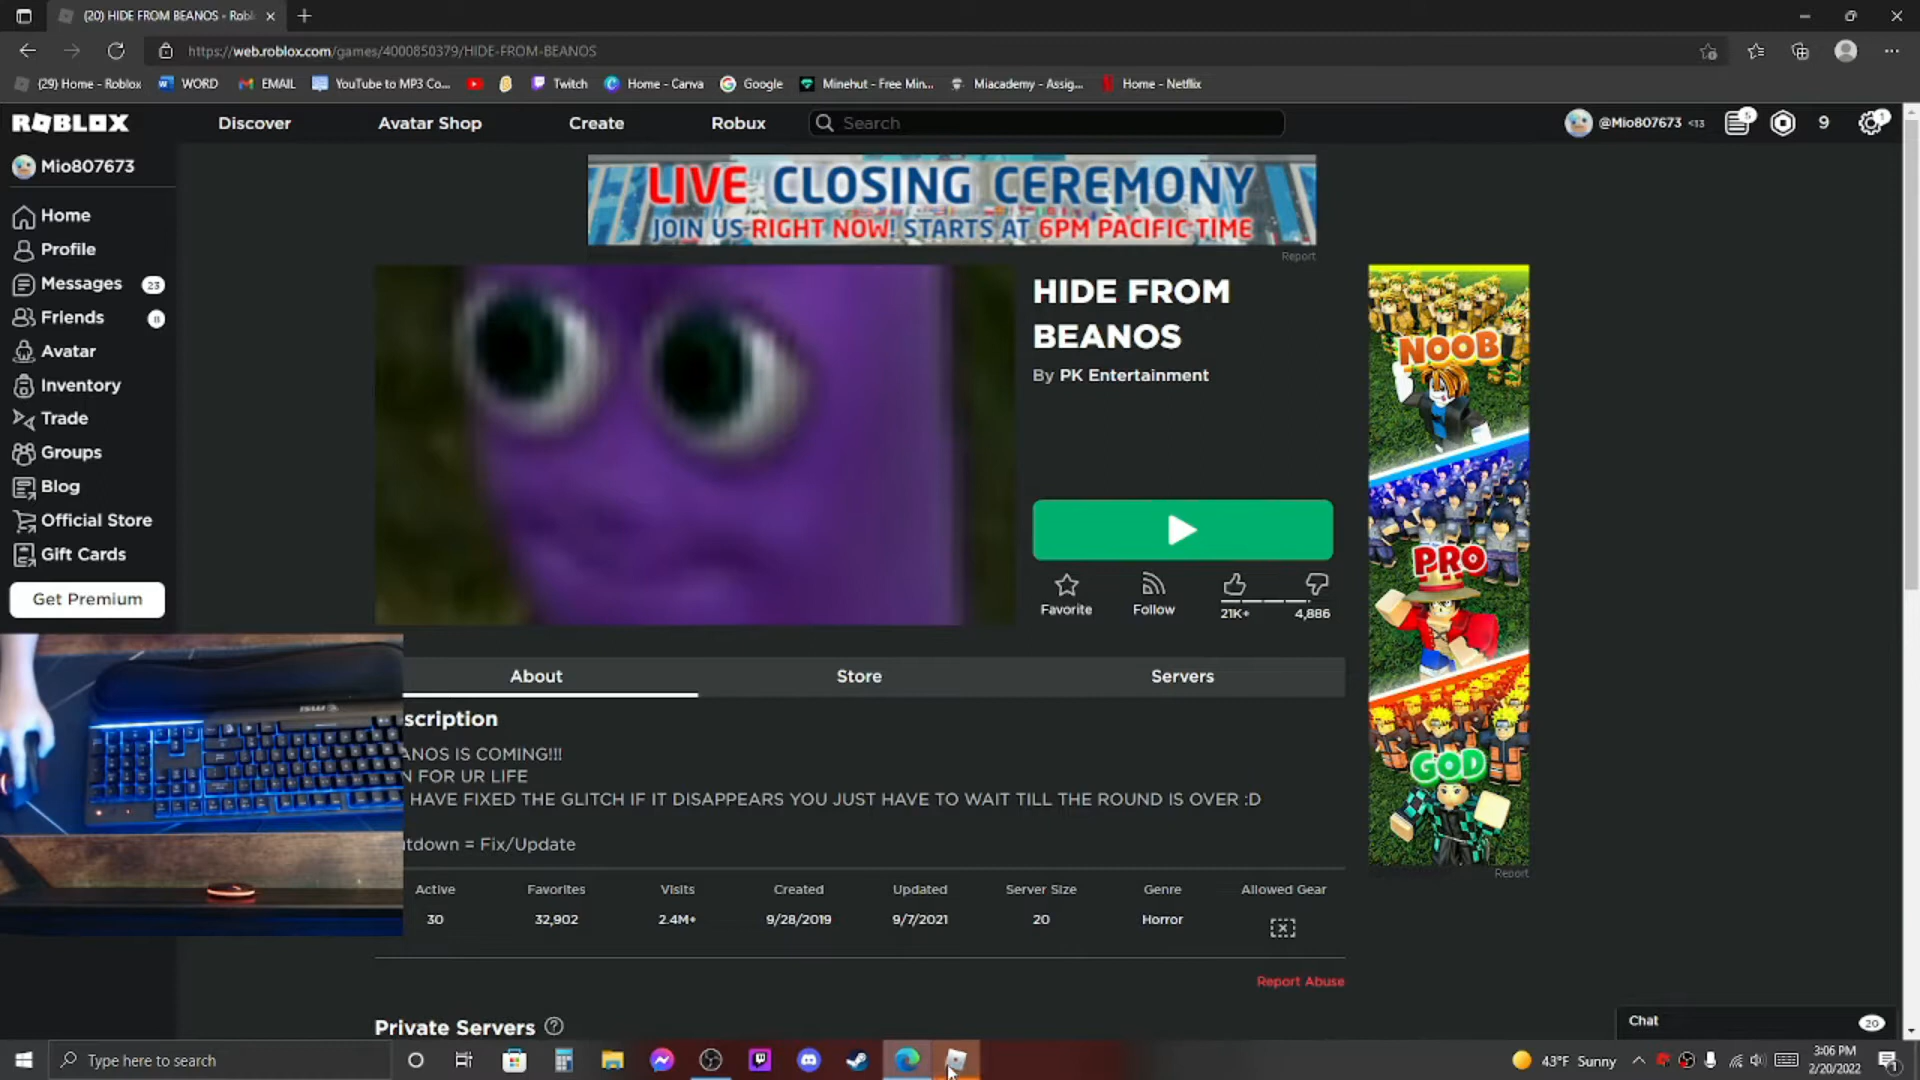 (20) HIDE FROM BEANOS - Robl
https://web.roblox.com/games/4000850379/HIDE-FROM-BEANOS
(29) Home - Roblox
WORD
EMAIL
YouTube to MP3 Co...
Twitch
Home - Canva
Google
Minehut - Free Min...
Miacademy - Assig...
Home - Netflix
ROBLOX
Discover
Avatar Shop
Create
Robux
Search
@Mio807673 <13
5
9
1
Mio807673
Home
Profile
Messages 23
Friends 8
Avatar
Inventory
Trade
Groups
Blog
Official Store
Gift Cards
Get Premium
LIVE CLOSING CEREMONY
JOIN US RIGHT NOW! STARTS AT 6PM PACIFIC TIME
Report
HIDE FROM
BEANOS
By PK Entertainment
Favorite
Follow
21K+
4,886
NOOB
PRO
GOD
Report
About
Store
Servers
scription
ANOS IS COMING!!!
N FOR UR LIFE
HAVE FIXED THE GLITCH IF IT DISAPPEARS YOU JUST HAVE TO WAIT TILL THE ROUND IS OVER :D
tdown = Fix/Update
Active Favorites Visits Created Updated Server Size Genre Allowed Gear
30 32,902 2.4M+ 9/28/2019 9/7/2021 20 Horror
Report Abuse
Private Servers
msi
Chat 20
Type here to search
43°F Sunny
3:06 PM
2/20/2022
1